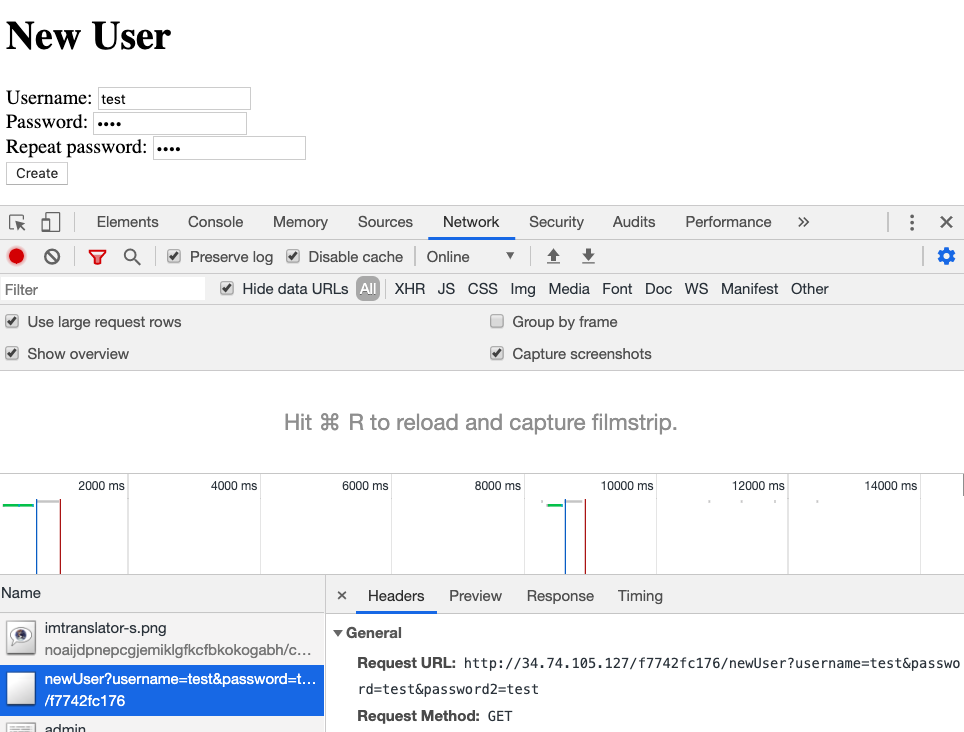 New User
Username: test
Password: ••••
Repeat password: ••••
Create
Elements Console Memory Sources Network Security Audits Performance »
Preserve log Disable cache Online ▼
Filter Hide data URLs All XHR JS CSS Img Media Font Doc WS Manifest Other
Use large request rows Group by frame
Show overview Capture screenshots
Hit ⌘ R to reload and capture filmstrip.
2000 ms 4000 ms 6000 ms 8000 ms 10000 ms 12000 ms 14000 ms
Name × Headers Preview Response Timing
imtranslator-s.png
noaijdpnepcgjemiklgfkcfbkokogabh/c…
newUser?username=test&password=t…
/f7742fc176
admin
▼ General
Request URL: http://34.74.105.127/f7742fc176/newUser?username=test&passwo
rd=test&password2=test
Request Method: GET